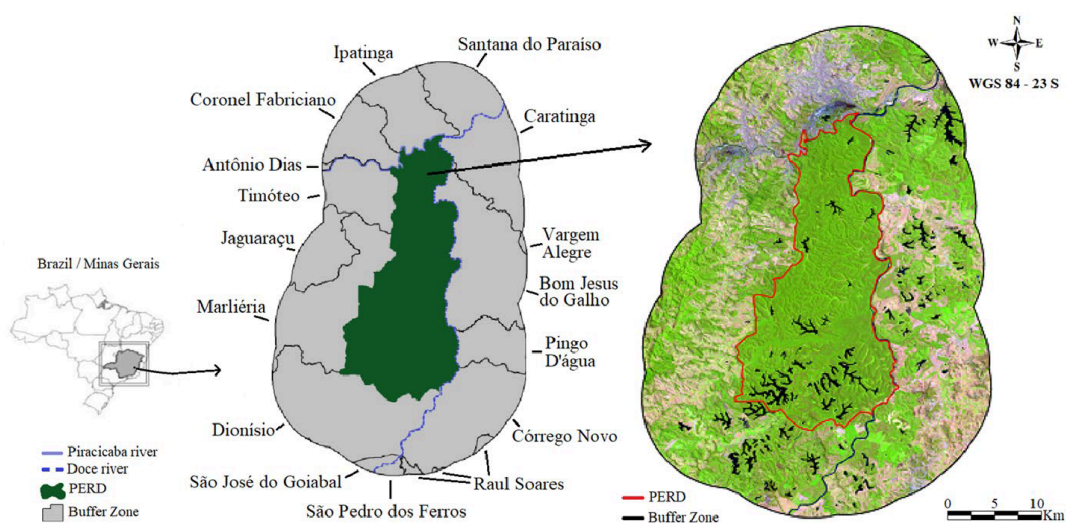 Ipatinga
Santana do Paraíso
Coronel Fabriciano
Caratinga
Antônio Dias
Timóteo
Jaguaraçu
Vargem
Alegre
Bom Jesus
do Galho
Marliéria
Pingo
D'água
Dionísio
Córrego Novo
São José do Goiabal
Raul Soares
São Pedro dos Ferros
Brazil / Minas Gerais
Piracicaba river
Doce river
PERD
Buffer Zone
N
W E
S
WGS 84 - 23 S
PERD
Buffer Zone
0 5 10
Km